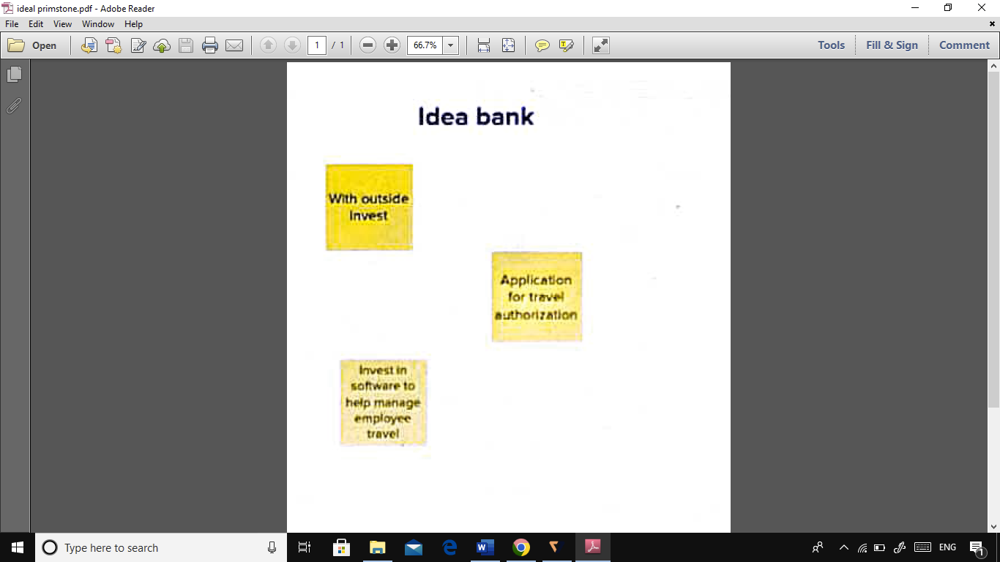 ideal primstone.pdf - Adobe Reader
File Edit View Window Help
Open 1 / 1 66.7% Tools Fill & Sign Comment
Idea bank
With outside
Invest
Application
for travel
authorization
Invest in
software to
help manage
employee
travel
Type here to search ENG 1